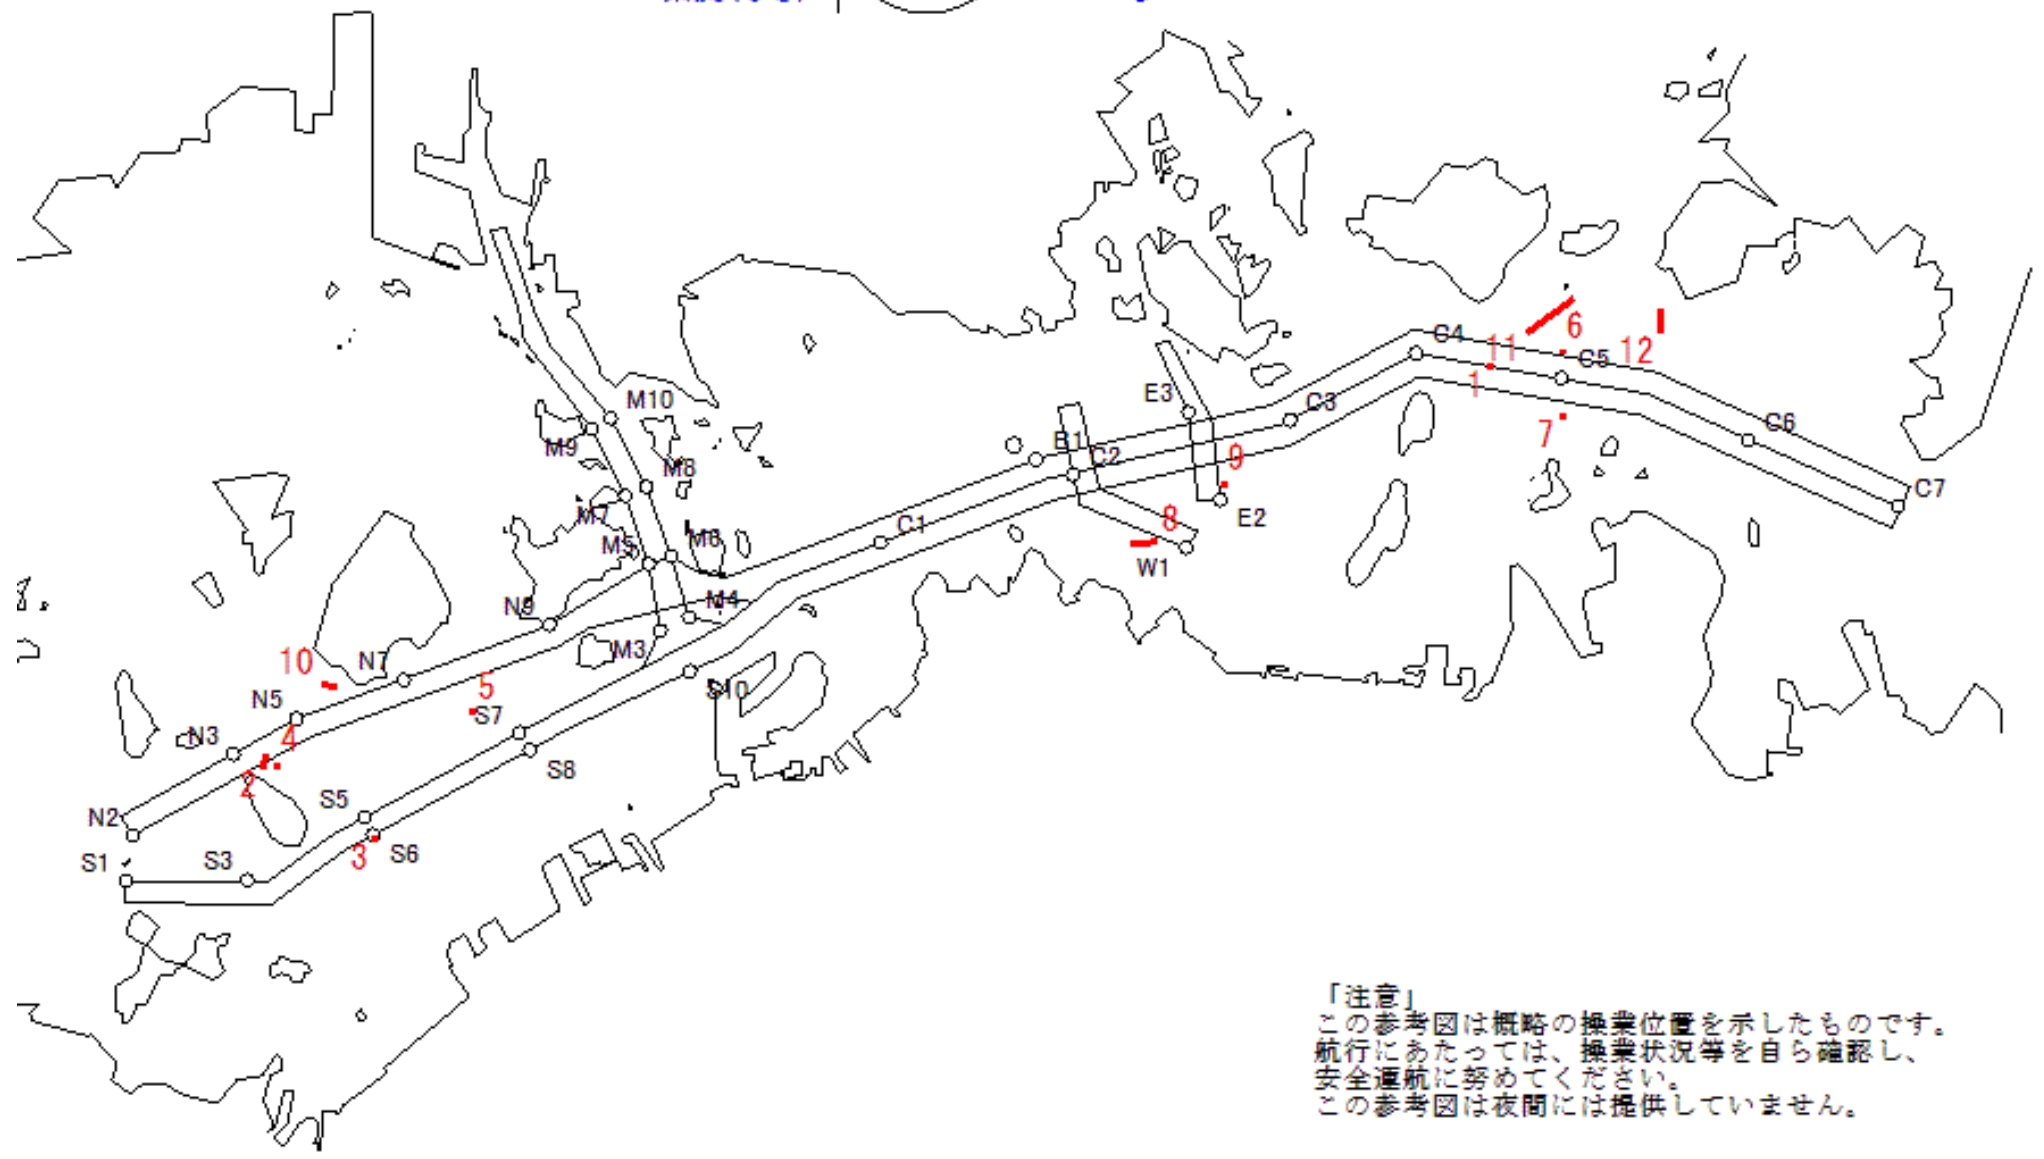 C4
6
11
12
C5
1
M10
E3
C3
C6
7
M9
B1
M8
C2
9
C7
M7
8
E2
C1
M5
M6
W1
N9
M4
M3
10
N7
5
S10
N5
S7
N3
4
S8
2
S5
N2
3
S6
S1
S3
「注意」
この参考図は概略の操業位置を示したものです。
航行にあたっては、操業状況等を自ら確認し、
安全運航に努めてください。
この参考図は夜間には提供していません。